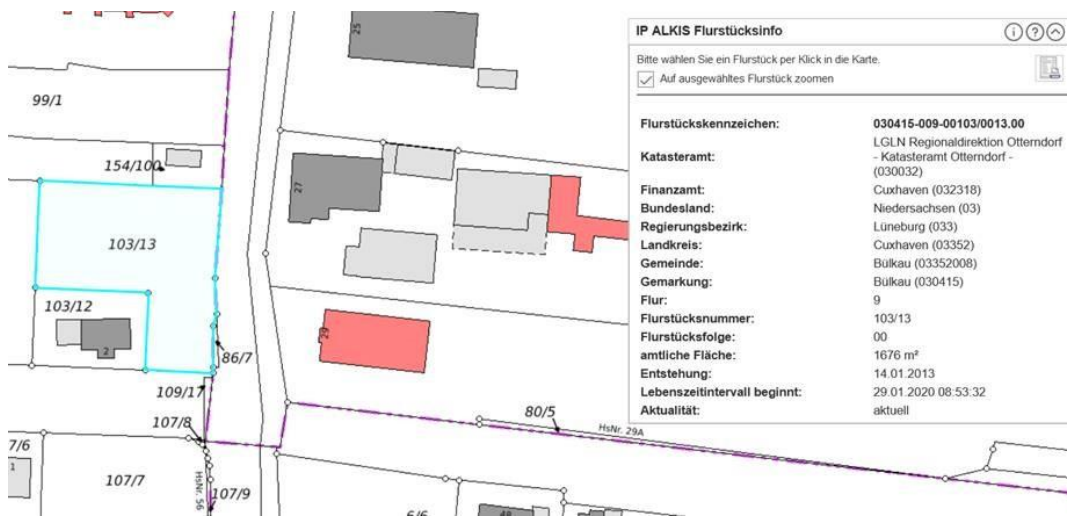 25
99/1
154/100
27
103/13
103/12
2
29
86/7
109/17
107/8
80/5
HsNr. 29A
7/6
1
107/7
HsNr. 56
107/9
6/6
48
IP ALKIS Flurstücksinfo
Bitte wählen Sie ein Flurstück per Klick in die Karte.
Auf ausgewähltes Flurstück zoomen
Flurstückskennzeichen: 030415-009-00103/0013.00
Katasteramt: LGLN Regionaldirektion Otterndorf
- Katasteramt Otterndorf -
(030032)
Finanzamt: Cuxhaven (032318)
Bundesland: Niedersachsen (03)
Regierungsbezirk: Lüneburg (033)
Landkreis: Cuxhaven (03352)
Gemeinde: Bülkau (03352008)
Gemarkung: Bülkau (030415)
Flur: 9
Flurstücksnummer: 103/13
Flurstücksfolge: 00
amtliche Fläche: 1676 m²
Entstehung: 14.01.2013
Lebenszeitintervall beginnt: 29.01.2020 08:53:32
Aktualität: aktuell